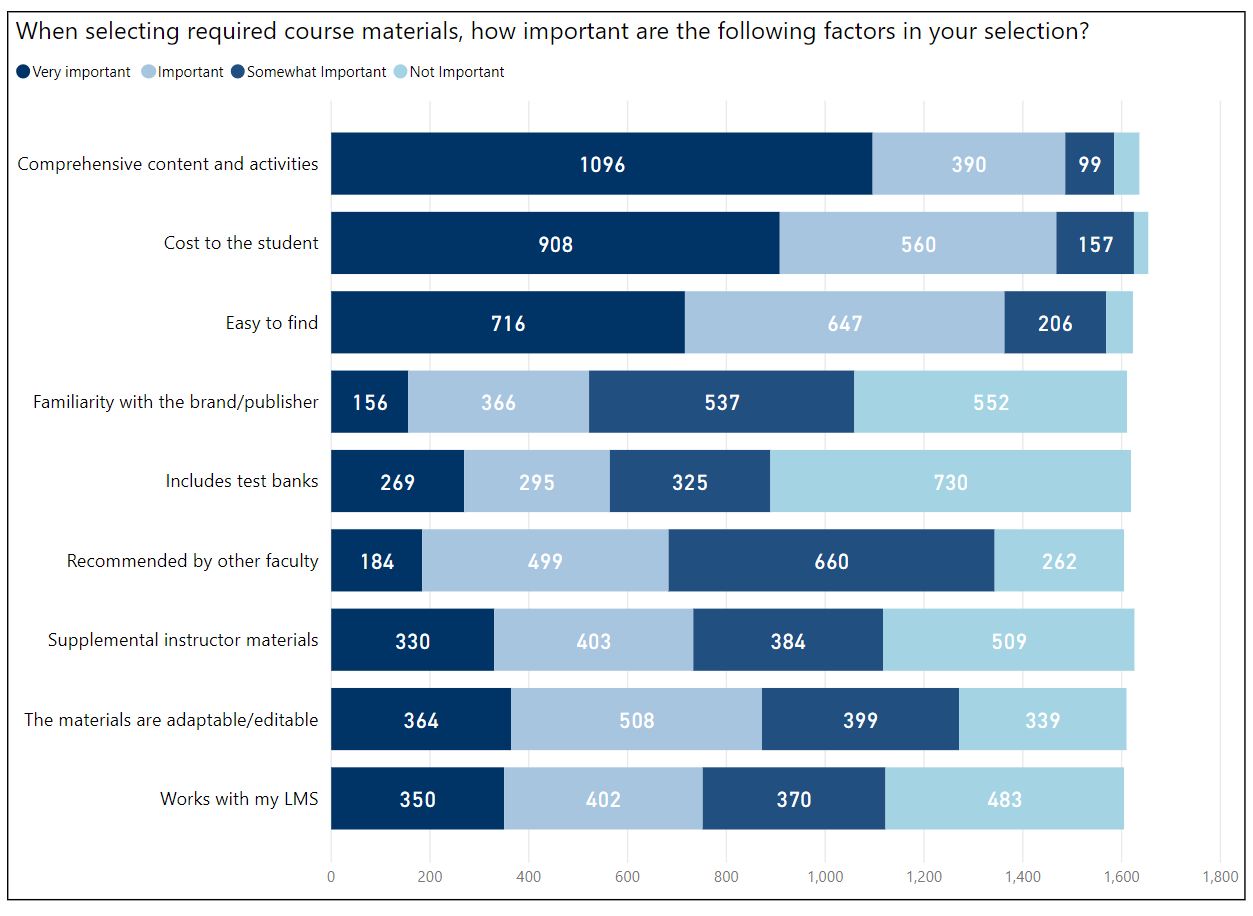 When selecting required course materials, how important are the following factors in your selection?
Very important Important Somewhat Important Not Important
Comprehensive content and activities 1096 390 99
Cost to the student 908 560 157
Easy to find 716 647 206
Familiarity with the brand/publisher 156 366 537 552
Includes test banks 269 295 325 730
Recommended by other faculty 184 499 660 262
Supplemental instructor materials 330 403 384 509
The materials are adaptable/editable 364 508 399 339
Works with my LMS 350 402 370 483
0 200 400 600 800 1,000 1,200 1,400 1,600 1,800